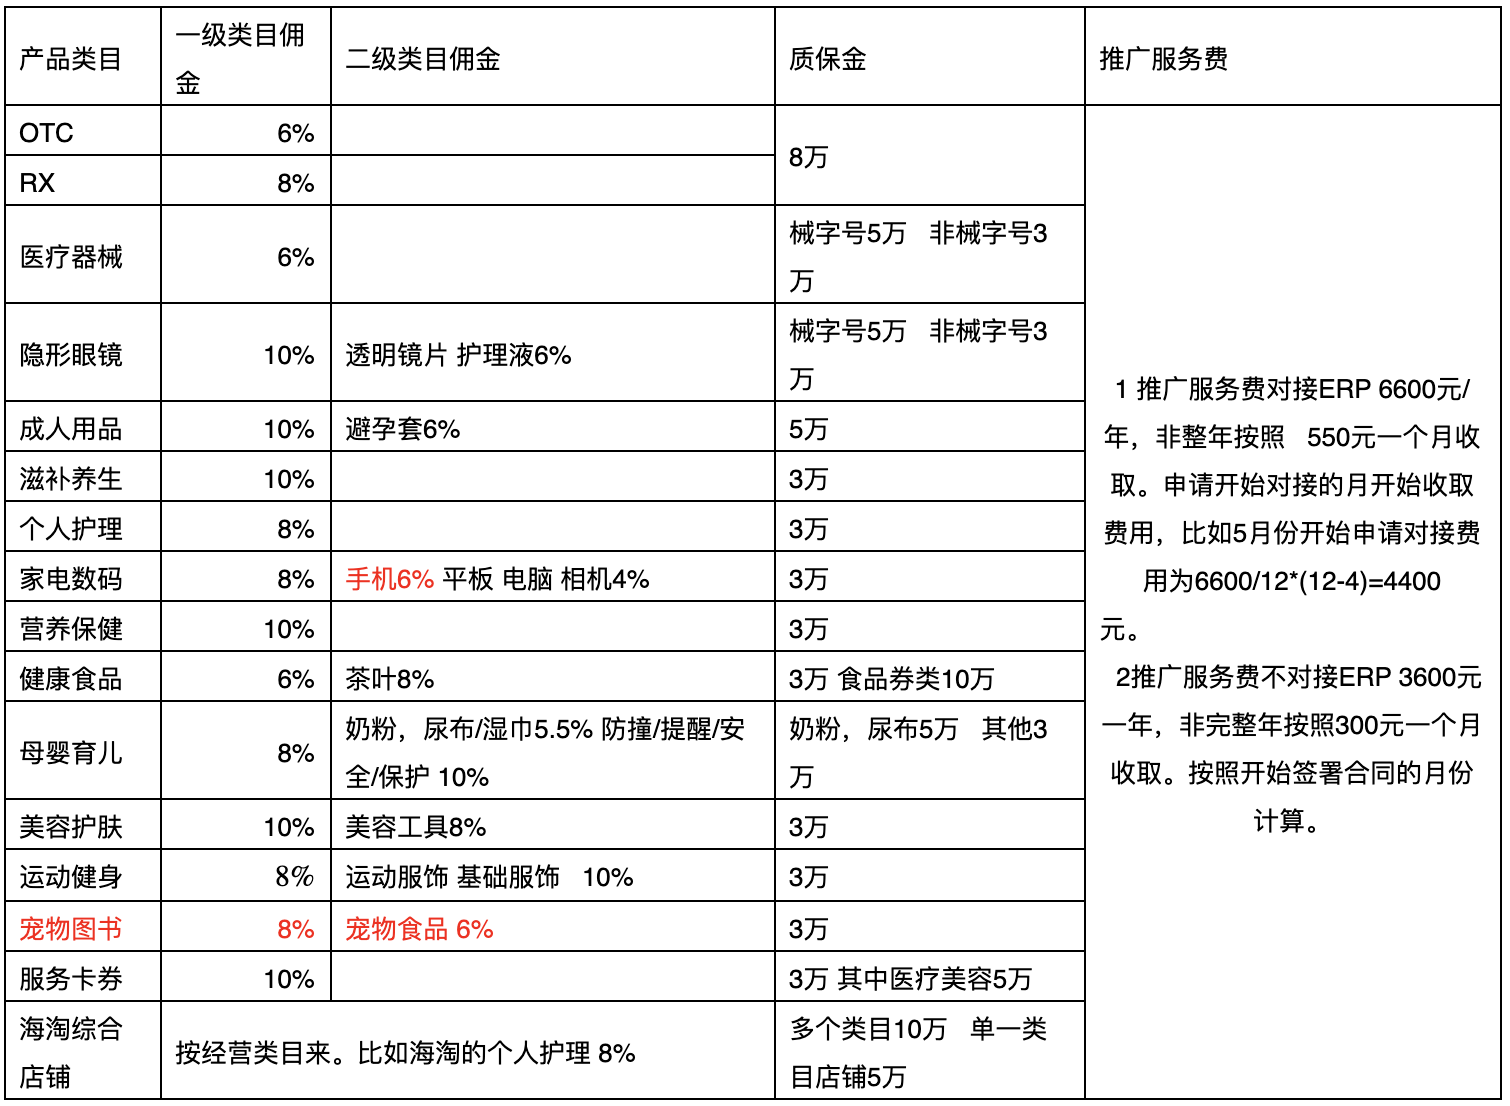 产品类目
一级类目佣
金
二级类目佣金
质保金
推广服务费
OTC
6%
8万
RX
8%
医疗器械
6%
械字号5万 非械字号3
万
隐形眼镜
10%
透明镜片 护理液6%
械字号5万 非械字号3
万
成人用品
10%
避孕套6%
5万
滋补养生
10%
3万
个人护理
8%
3万
家电数码
8%
手机6% 平板 电脑 相机4%
3万
营养保健
10%
3万
健康食品
6%
茶叶8%
3万 食品券类10万
母婴育儿
8%
奶粉，尿布/湿巾5.5% 防撞/提醒/安
全/保护 10%
奶粉，尿布5万 其他3
万
美容护肤
10%
美容工具8%
3万
运动健身
8%
运动服饰 基础服饰 10%
3万
宠物图书
8%
宠物食品 6%
3万
服务卡券
10%
3万 其中医疗美容5万
海淘综合
店铺
按经营类目来。比如海淘的个人护理 8%
多个类目10万 单一类
目店铺5万
1 推广服务费对接ERP 6600元/
年，非整年按照 550元一个月收
取。申请开始对接的月开始收取
费用，比如5月份开始申请对接费
用为6600/12*(12-4)=4400
元。
2推广服务费不对接ERP 3600元
一年，非完整年按照300元一个月
收取。按照开始签署合同的月份
计算。